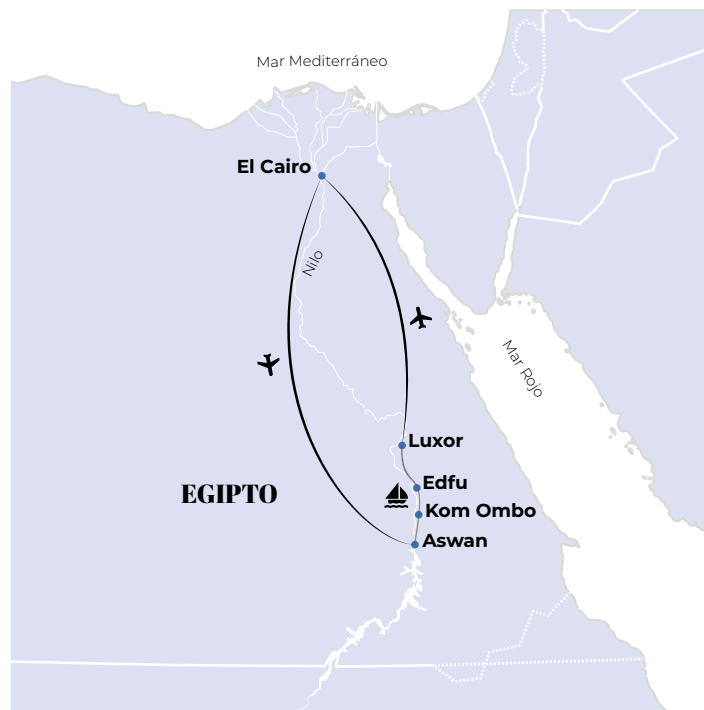 Mar Mediterráneo
El Cairo
Nilo
Mar Rojo
Luxor
Edfu
EGIPTO
Kom Ombo
Aswan